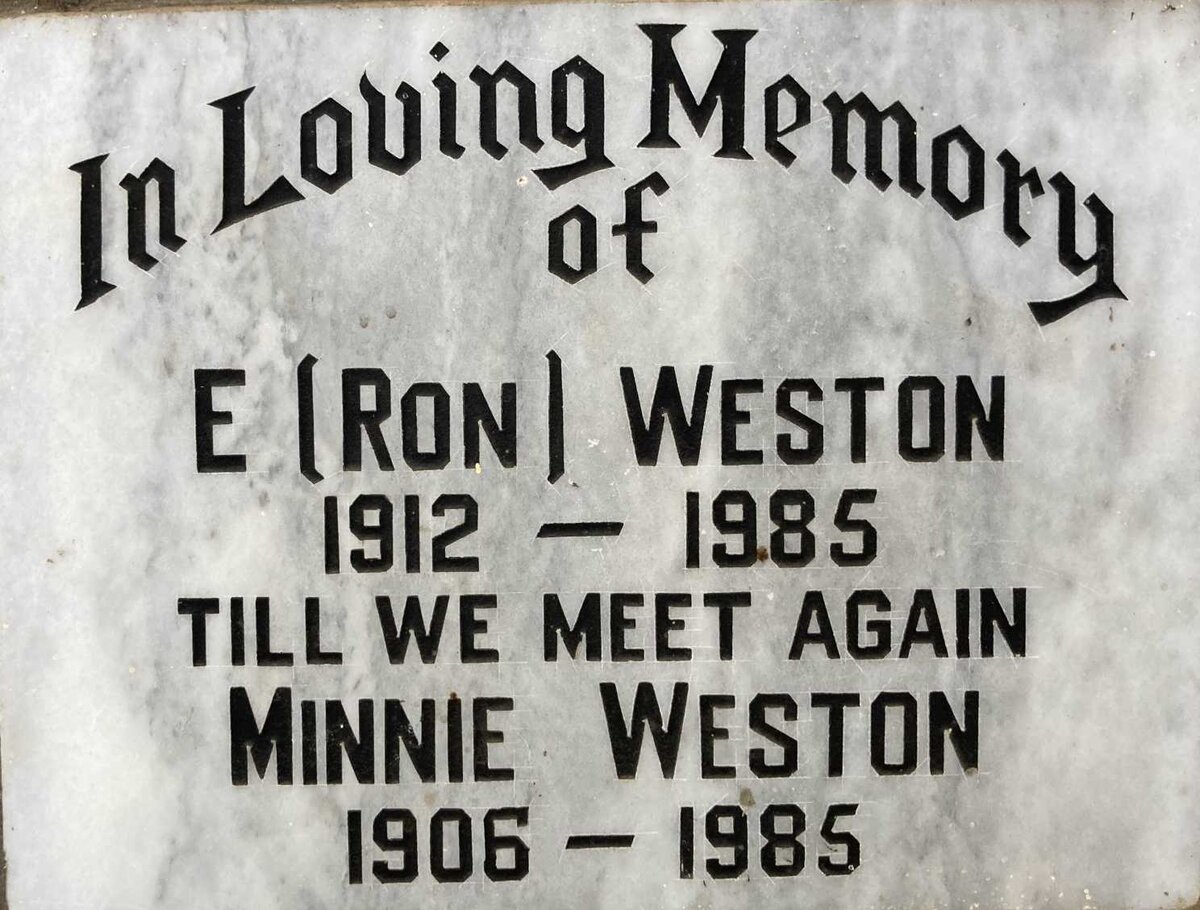 In Loving Memory
of
E (RON) WESTON
1912 — 1985
TILL WE MEET AGAIN
MINNIE WESTON
1906 — 1985